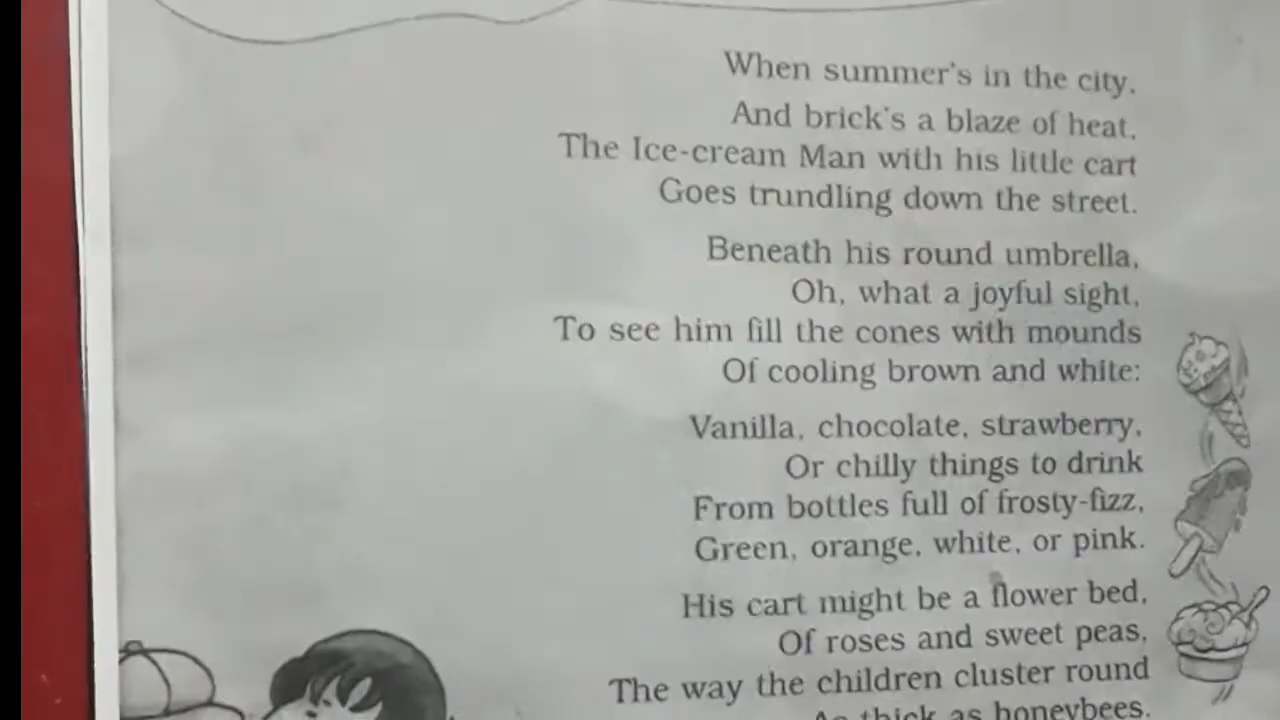 When summer's in the city,
And brick's a blaze of heat,
The Ice-cream Man with his little cart
Goes trundling down the street.
Beneath his round umbrella,
Oh, what a joyful sight,
To see him fill the cones with mounds
Of cooling brown and white:
Vanilla, chocolate, strawberry,
Or chilly things to drink
From bottles full of frosty-fizz,
Green, orange, white, or pink.
His cart might be a flower bed,
Of roses and sweet peas,
The way the children cluster round
As thick as honeybees.